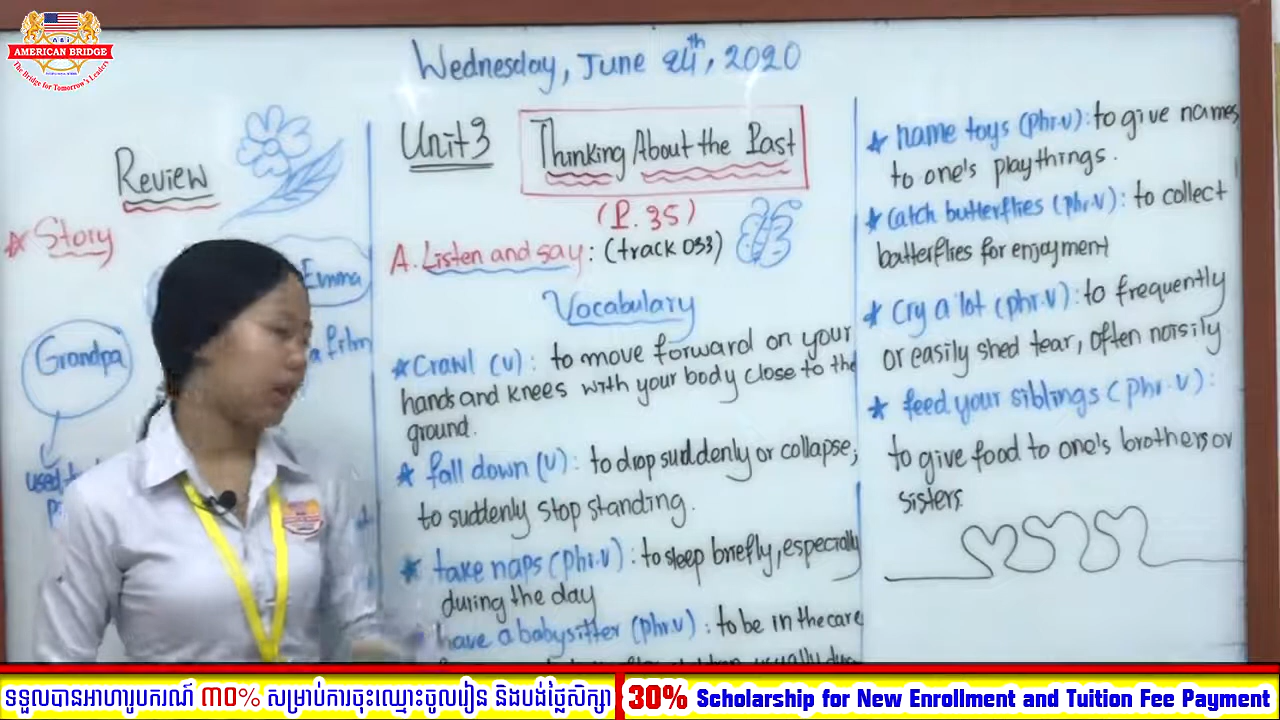 AMERICAN BRIDGE
The Bridge for Tomorrow's Leaders
Wednesday, June 24th, 2020
Review
★ Story
Emma
a film
Grandpa
Unit 3 Thinking About the Past
(P. 35)
A. Listen and say: (track 033)
Vocabulary
★ Crawl (v): to move forward on your
hands and knees with your body close to the
ground.
★ fall down (v): to drop suddenly or collapse;
to suddenly stop standing.
★ take naps (phr.v): to sleep briefly, especially
during the day
have a babysitter (phr.v): to be in the care
★ name toys (phr.v): to give names
to one's playthings.
★ Catch butterflies (phr.v): to collect
butterflies for enjoyment
★ Cry a lot (phr.v): to frequently
or easily shed tear, often noisily
★ feed your siblings (phr.v):
to give food to one's brothers, or
sisters.
ទទួលបានអាហារូបករណ៍ ៣០% សម្រាប់ការចុះឈ្មោះចូលរៀន និងបង់ថ្លៃសិក្សា
30% Scholarship for New Enrollment and Tuition Fee Payment